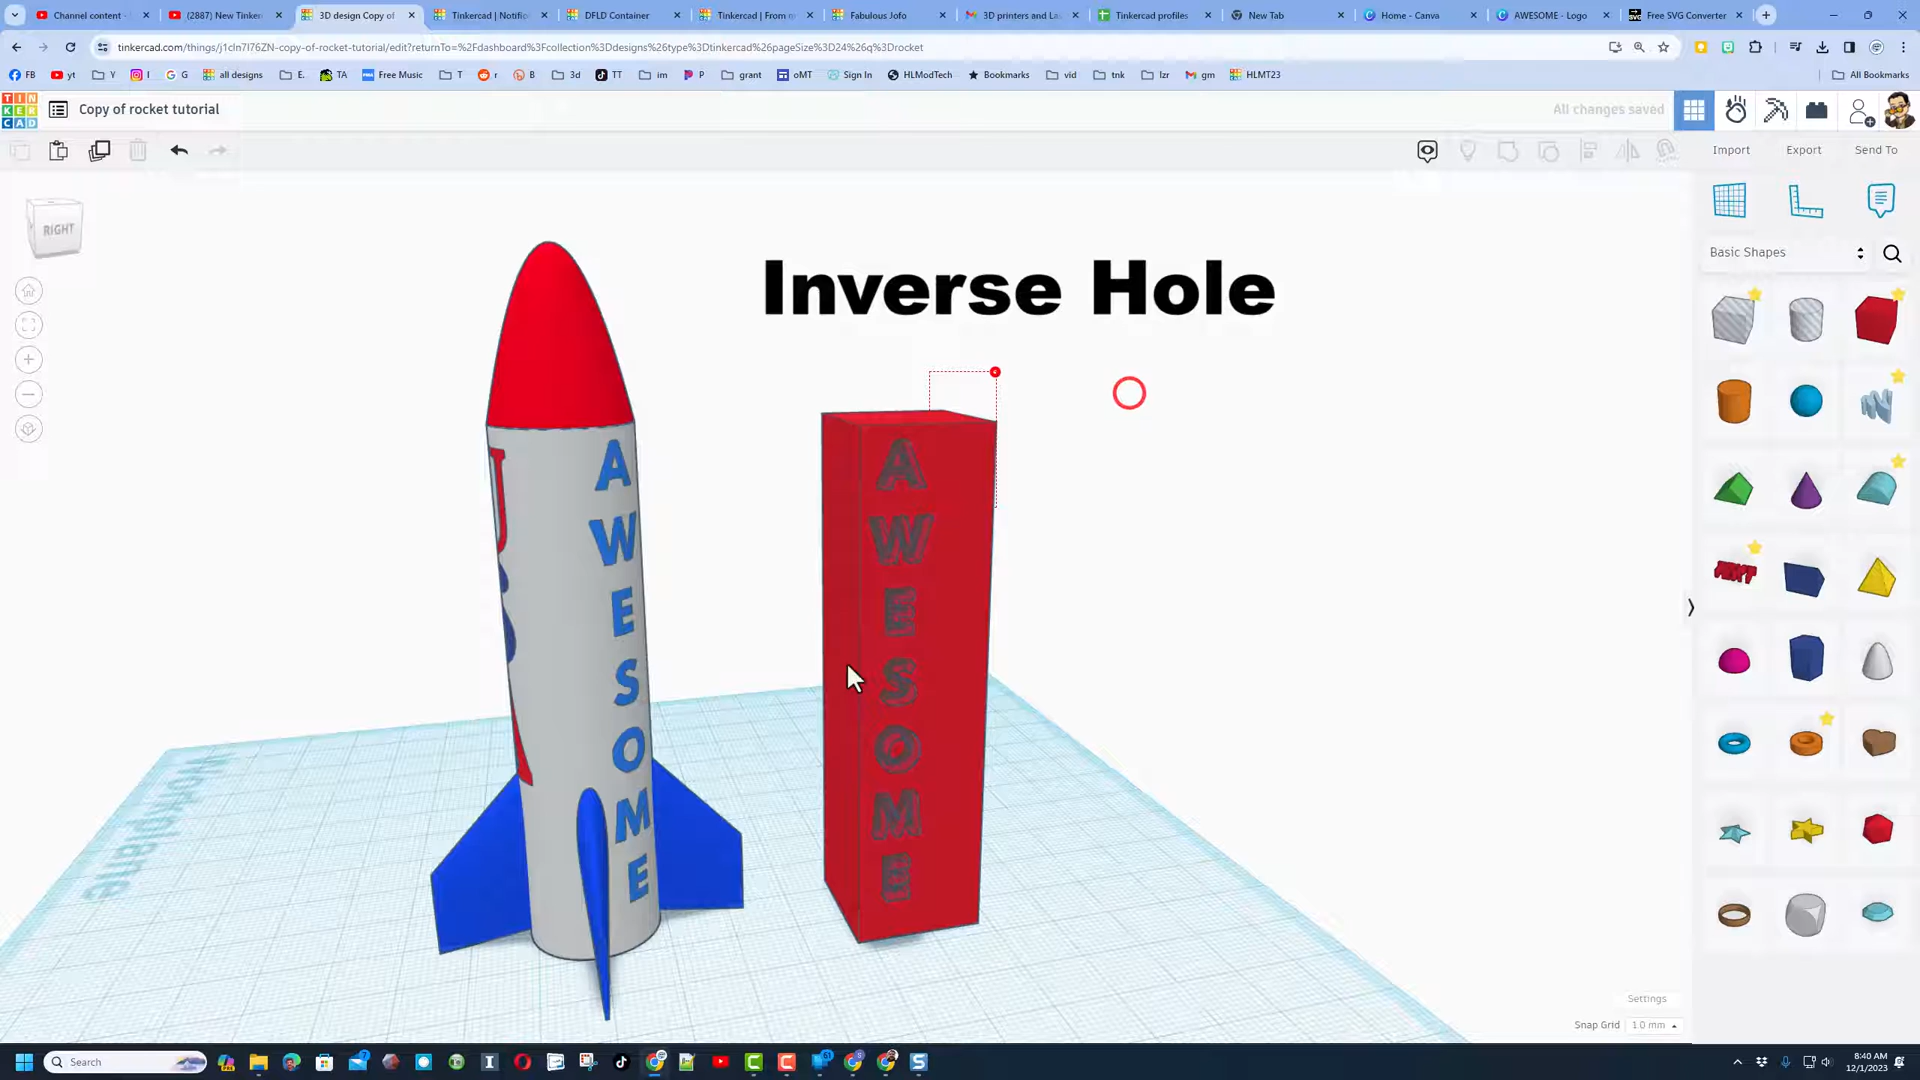 Channel content -
(2887) New Tinker
3D design Copy of
Tinkercad | Notific
DFLD Container
Tinkercad | From m
Fabulous Jofo
3D printers and La
Tinkercad profiles
New Tab
Home - Canva
AWESOME - Logo
Free SVG Converter
tinkercad.com/things/j1cln7I76ZN-copy-of-rocket-tutorial/edit?returnTo=%2Fdashboard%3Fcollection%3Ddesigns%26type%3Dtinkercad%26pageSize%3D24%26q%3Drocket
FB yt Y I G all designs E. TA Free Music T r B 3d TT im P grant oMT Sign In HLModTech Bookmarks vid tnk lzr gm HLMT23 All Bookmarks
TINKERCAD
Copy of rocket tutorial
All changes saved
Import Export Send To
RIGHT
Inverse Hole
Basic Shapes
AWESOME
AWESOME
TEXT
Workplane
Settings
Snap Grid 1.0 mm
Search
8:40 AM
12/1/2023